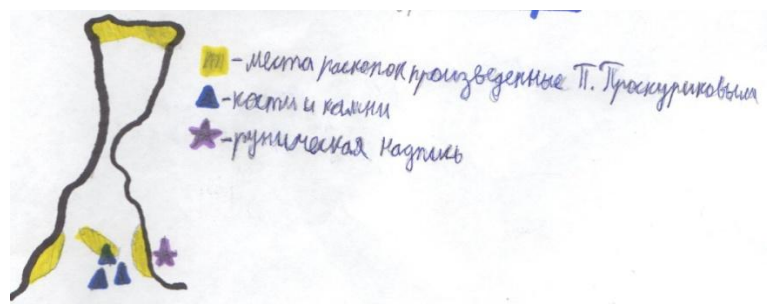 - места раскопок произведенные П. Проскуряковым
- кости и камни
- руническая надпись